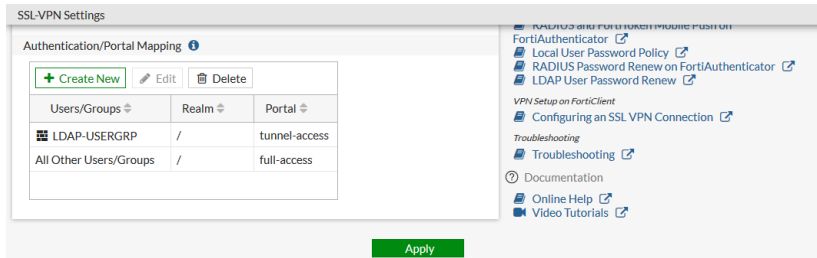 SSL-VPN Settings
Authentication/Portal Mapping
Create New
Edit
Delete
Users/Groups
Realm
Portal
LDAP-USERGRP
/
tunnel-access
All Other Users/Groups
/
full-access
RADIUS and FortiToken Mobile Push on
FortiAuthenticator
Local User Password Policy
RADIUS Password Renew on FortiAuthenticator
LDAP User Password Renew
VPN Setup on FortiClient
Configuring an SSL VPN Connection
Troubleshooting
Troubleshooting
Documentation
Online Help
Video Tutorials
Apply